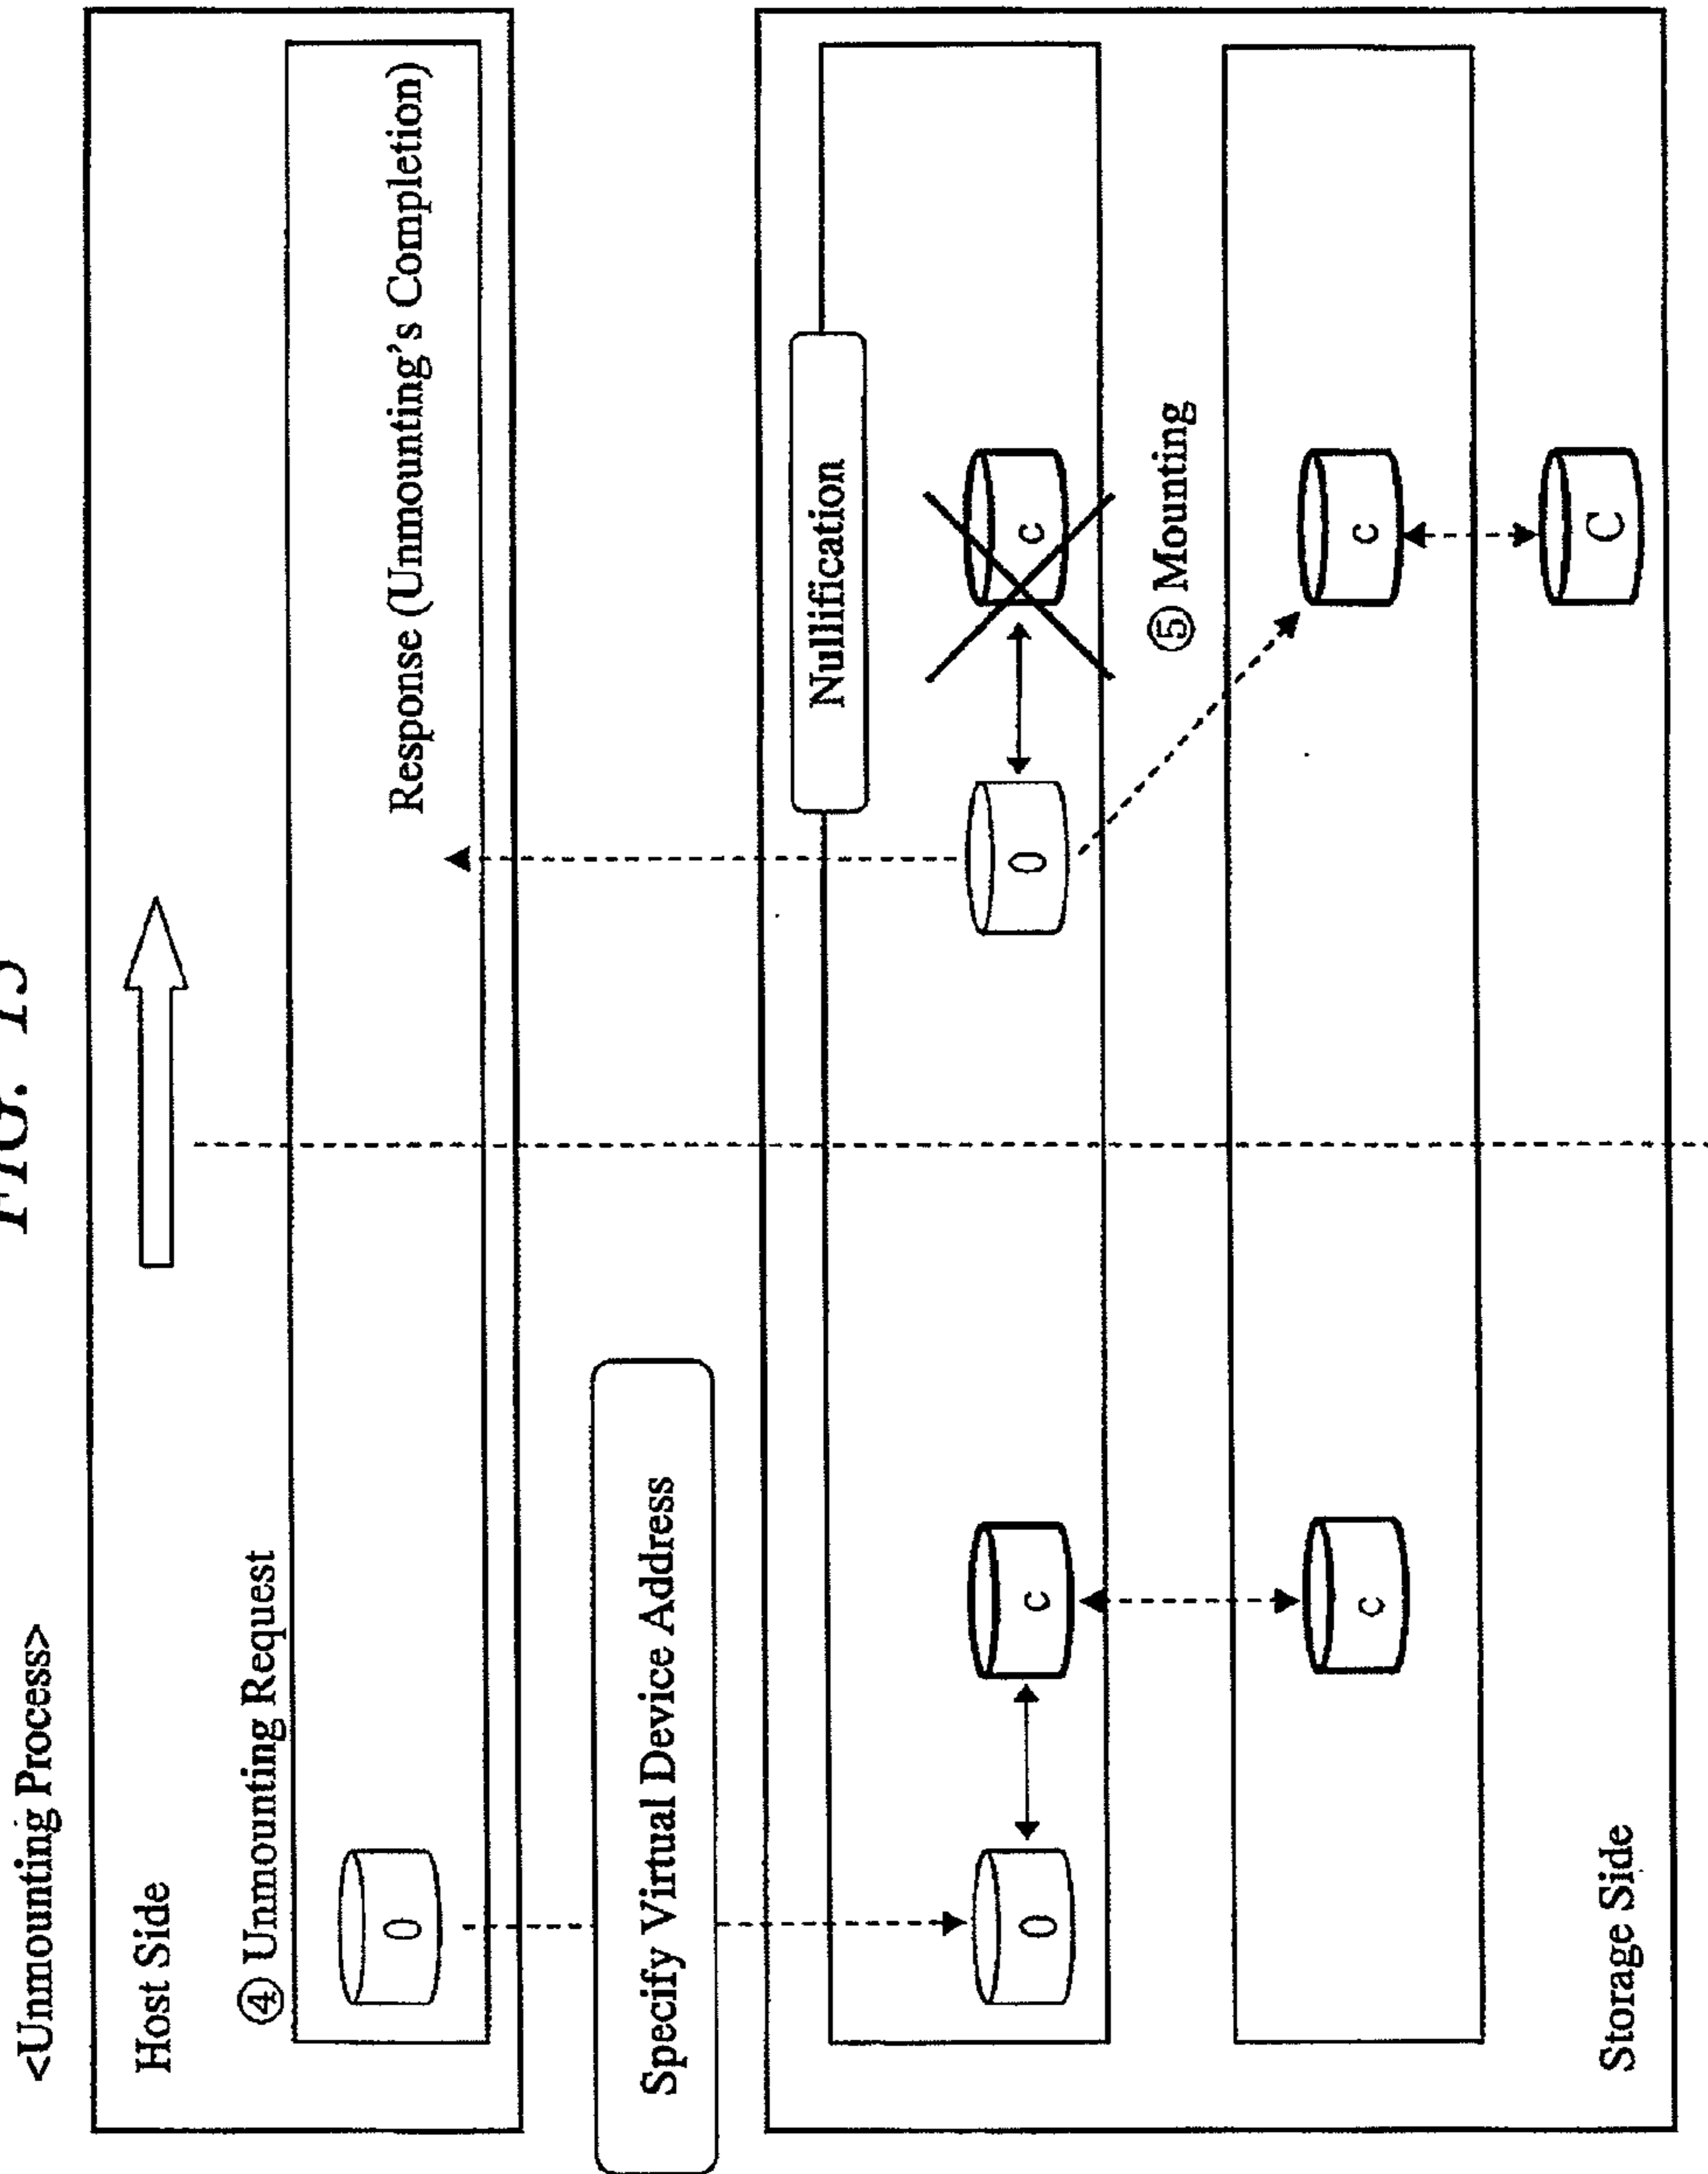 FIG.
<Unmounting Process>
Host Side
④ Unmounting Request
0
Response (Unmounting's Completion)
Specify Virtual Device Address
Nullification
0
c
0
c
⑤ Mounting
c
c
C
Storage Side